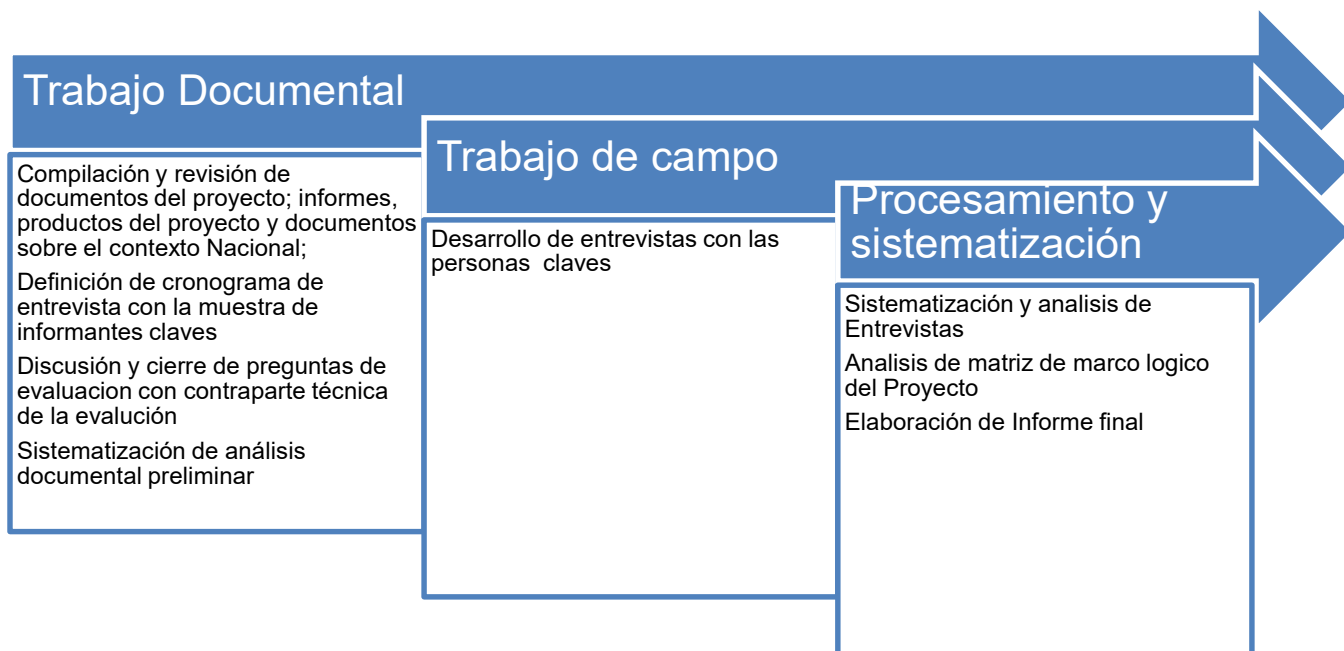 Trabajo Documental
Compilación y revisión de
documentos del proyecto; informes,
productos del proyecto y documentos
sobre el contexto Nacional;
Definición de cronograma de
entrevista con la muestra de
informantes claves
Discusión y cierre de preguntas de
evaluacion con contraparte técnica
de la evalución
Sistematización de análisis
documental preliminar
Trabajo de campo
Desarrollo de entrevistas con las
personas claves
Procesamiento y
sistematización
Sistematización y analisis de
Entrevistas
Analisis de matriz de marco logico
del Proyecto
Elaboración de Informe final